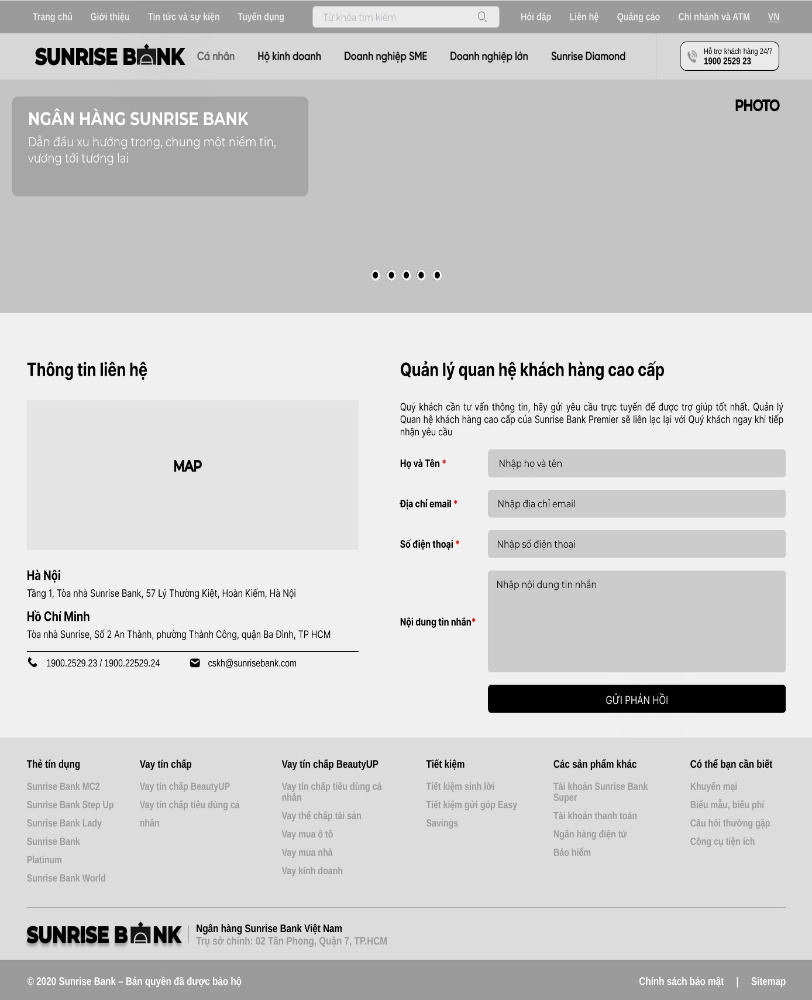 Trang chủ Giới thiệu Tin tức và sự kiện Tuyển dụng Từ khóa tìm kiếm Hỏi đáp Liên hệ Quảng cáo Chi nhánh và ATM VN
SUNRISE BANK Cá nhân Hộ kinh doanh Doanh nghiệp SME Doanh nghiệp lớn Sunrise Diamond
Hỗ trợ khách hàng 24/7
1900 2529 23
NGÂN HÀNG SUNRISE BANK
Dẫn đầu xu hướng trong, chung một niềm tin,
vương tới tương lai
PHOTO
Thông tin liên hệ
MAP
Hà Nội
Tầng 1, Tòa nhà Sunrise Bank, 57 Lý Thường Kiệt, Hoàn Kiếm, Hà Nội
Hồ Chí Minh
Tòa nhà Sunrise, Số 2 An Thành, phường Thành Công, quận Ba Đình, TP HCM
1900.2529.23 / 1900.22529.24 cskh@sunrisebank.com
Quản lý quan hệ khách hàng cao cấp
Quý khách cần tư vấn thông tin, hãy gửi yêu cầu trực tuyến để được trợ giúp tốt nhất. Quản lý
Quan hệ khách hàng cao cấp của Sunrise Bank Premier sẽ liên lạc lại với Quý khách ngay khi tiếp
nhận yêu cầu
Họ và Tên * Nhập họ và tên
Địa chỉ email * Nhập địa chỉ email
Số điện thoại * Nhập số điện thoại
Nhập nội dung tin nhắn
Nội dung tin nhắn*
GỬI PHẢN HỒI
Thẻ tín dụng
Sunrise Bank MC2
Sunrise Bank Step Up
Sunrise Bank Lady
Sunrise Bank
Platinum
Sunrise Bank World
Vay tín chấp
Vay tín chấp BeautyUP
Vay tín chấp tiêu dùng cá
nhân
Vay tín chấp BeautyUP
Vay tín chấp tiêu dùng cá
nhân
Vay thế chấp tài sản
Vay mua ô tô
Vay mua nhà
Vay kinh doanh
Tiết kiệm
Tiết kiệm sinh lời
Tiết kiệm gửi góp Easy
Savings
Các sản phẩm khác
Tài khoản Sunrise Bank
Super
Tài khoản thanh toán
Ngân hàng điện tử
Bảo hiểm
Có thể bạn cần biết
Khuyến mại
Biểu mẫu, biểu phí
Câu hỏi thường gặp
Công cụ tiện ích
SUNRISE BANK
Ngân hàng Sunrise Bank Việt Nam
Trụ sở chính: 02 Tân Phong, Quận 7, TP.HCM
© 2020 Sunrise Bank – Bản quyền đã được bảo hộ Chính sách bảo mật | Sitemap